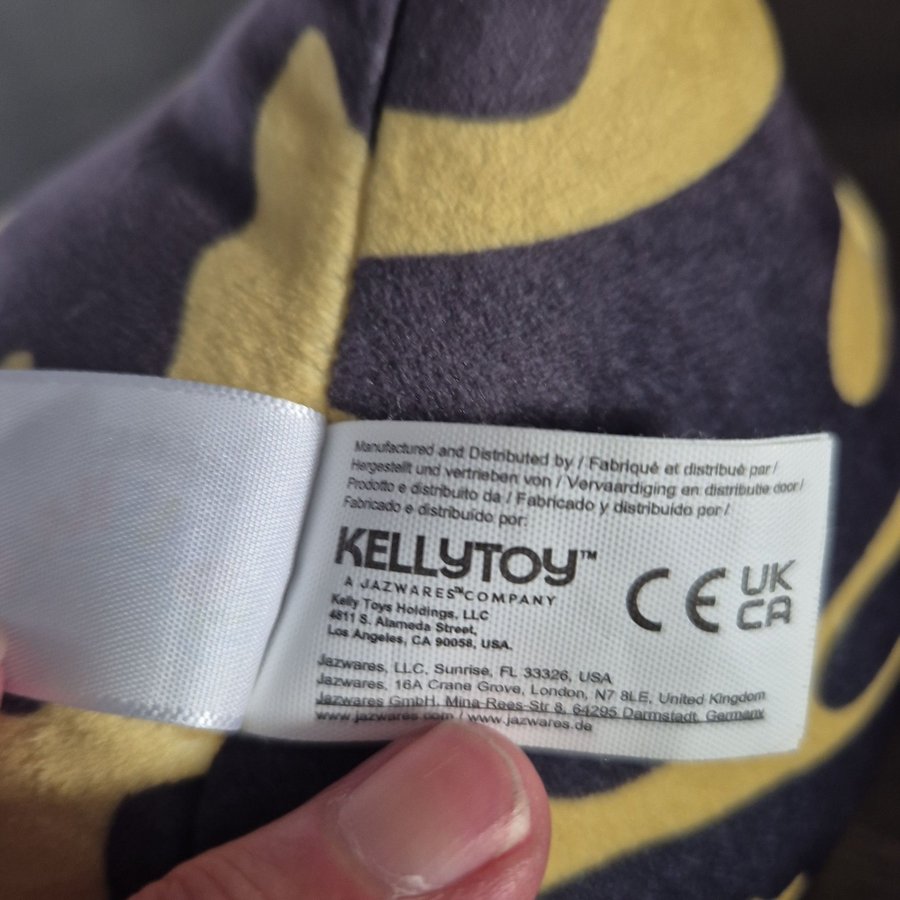 Manufactured and Distributed by / Fabriqué et distribué par /
Hergestellt und vertrieben von / Vervaardiging en distributie door /
Prodotto e distribuito da / Fabricado y distribuido por /
Fabricado e distribuído por:
KELLYTOY™
A JAZWARES™ COMPANY
Kelly Toys Holdings, LLC
4811 S. Alameda Street,
Los Angeles, CA 90058, USA.
CE UK
CA
Jazwares, LLC, Sunrise, FL 33326, USA
Jazwares, 16A Crane Grove, London, N7 8LE, United Kingdom
Jazwares GmbH, Mina-Rees-Str 8, 64295 Darmstadt, Germany
www.jazwares.com / www.jazwares.de